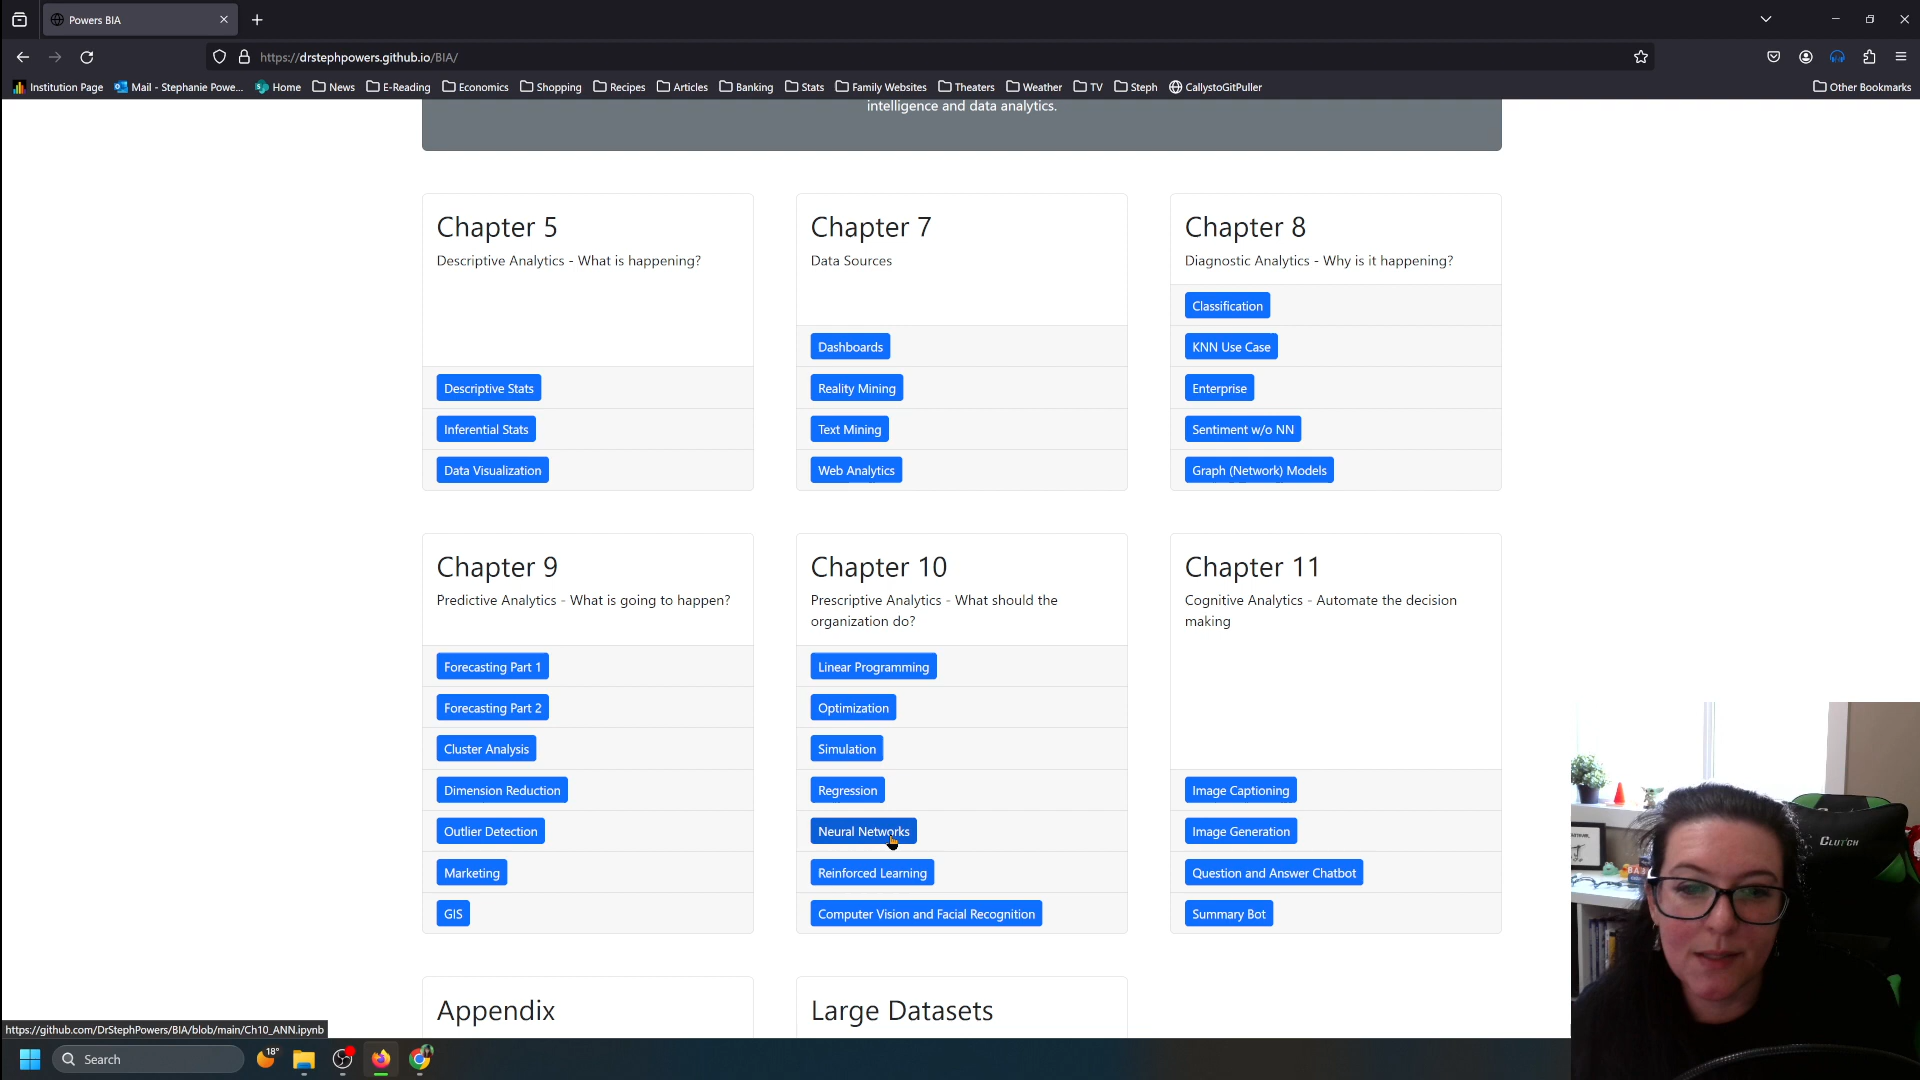 Powers BIA
https://drstephpowers.github.io/BIA/
Institution Page
Mail - Stephanie Powe...
Home
News
E-Reading
Economics
Shopping
Recipes
Articles
Banking
Stats
Family Websites
Theaters
Weather
TV
Steph
CallystoGitPuller
Other Bookmarks
intelligence and data analytics.
Chapter 5
Descriptive Analytics - What is happening?
Descriptive Stats
Inferential Stats
Data Visualization
Chapter 7
Data Sources
Dashboards
Reality Mining
Text Mining
Web Analytics
Chapter 8
Diagnostic Analytics - Why is it happening?
Classification
KNN Use Case
Enterprise
Sentiment w/o NN
Graph (Network) Models
Chapter 9
Predictive Analytics - What is going to happen?
Forecasting Part 1
Forecasting Part 2
Cluster Analysis
Dimension Reduction
Outlier Detection
Marketing
GIS
Chapter 10
Prescriptive Analytics - What should the
organization do?
Linear Programming
Optimization
Simulation
Regression
Neural Networks
Reinforced Learning
Computer Vision and Facial Recognition
Chapter 11
Cognitive Analytics - Automate the decision
making
Image Captioning
Image Generation
Question and Answer Chatbot
Summary Bot
Appendix
Large Datasets
https://github.com/DrStephPowers/BIA/blob/main/Ch10_ANN.ipynb
Search
18°
CLUTCH